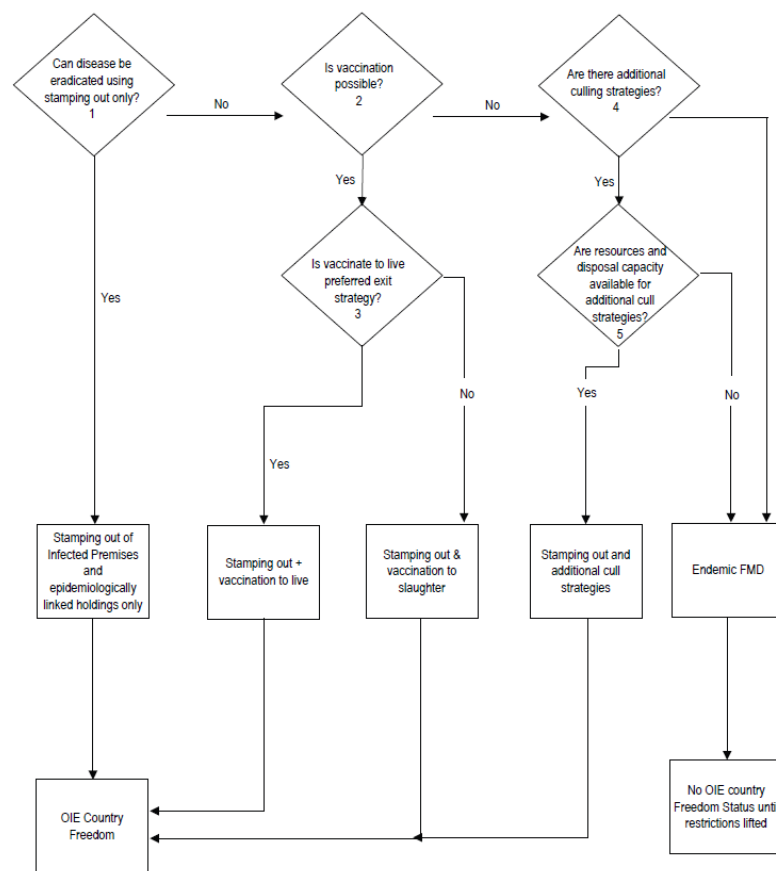 Can disease be
eradicated using
stamping out only?
1
No
Is vaccination
possible?
2
No
Are there additional
culling strategies?
4
Yes
Yes
Yes
Is vaccinate to live
preferred exit
strategy?
3
Are resources and
disposal capacity
available for
additional cull
strategies?
5
No
Yes
No
Yes
Stamping out of
Infected Premises
and
epidemiologically
linked holdings only
Stamping out +
vaccination to live
Stamping out &
vaccination to
slaughter
Stamping out and
additional cull
strategies
Endemic FMD
OIE Country
Freedom
No OIE country
Freedom Status unti
restrictions lifted